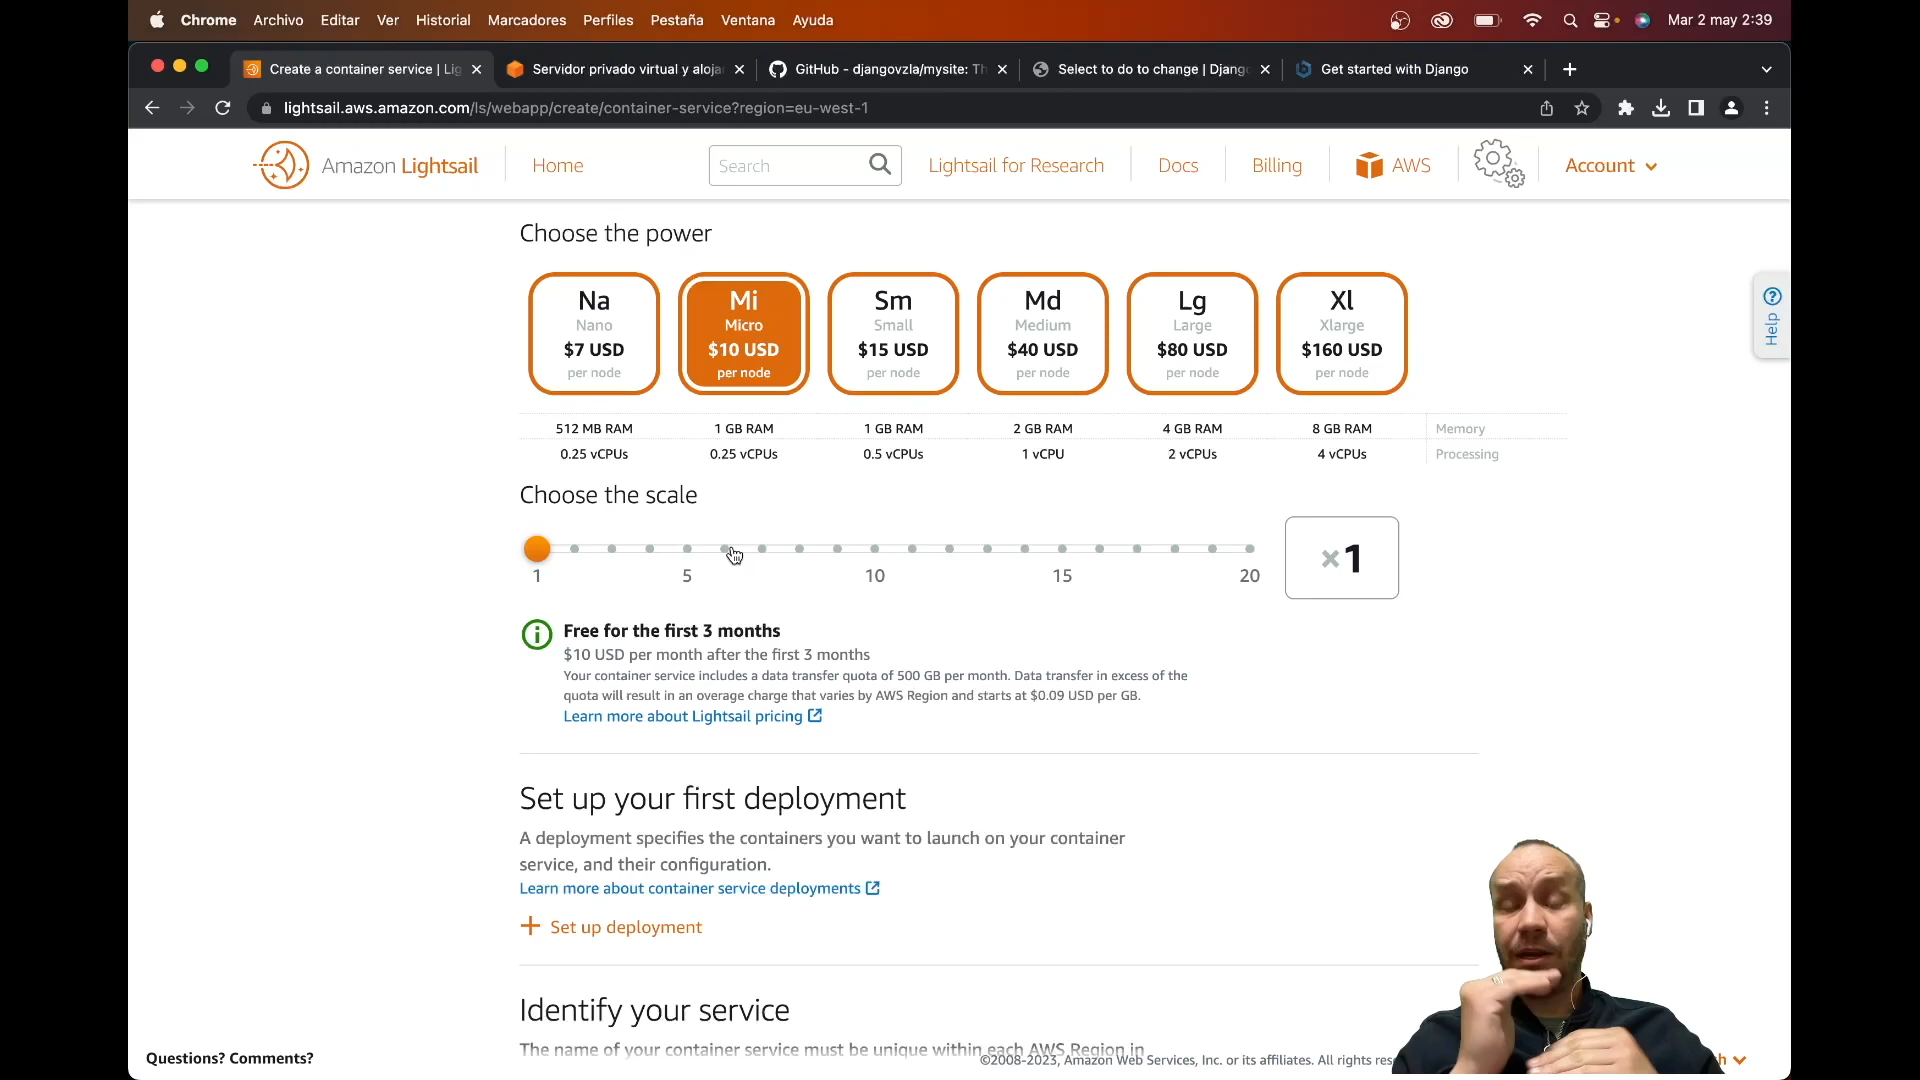 Chrome Archivo Editar Ver Historial Marcadores Perfiles Pestaña Ventana Ayuda Mar 2 may 2:39
Create a container service | Lig Servidor privado virtual y aloja GitHub - djangovzla/mysite: Th Select to do to change | Djang Get started with Django
lightsail.aws.amazon.com/ls/webapp/create/container-service?region=eu-west-1
Amazon Lightsail Home Search Lightsail for Research Docs Billing AWS Account
Choose the power
Na Mi Sm Md Lg Xl
Nano Micro Small Medium Large Xlarge
$7 USD $10 USD $15 USD $40 USD $80 USD $160 USD
per node per node per node per node per node per node
Help
512 MB RAM 1 GB RAM 1 GB RAM 2 GB RAM 4 GB RAM 8 GB RAM Memory
0.25 vCPUs 0.25 vCPUs 0.5 vCPUs 1 vCPU 2 vCPUs 4 vCPUs Processing
Choose the scale
×1
1 5 10 15 20
Free for the first 3 months
$10 USD per month after the first 3 months
Your container service includes a data transfer quota of 500 GB per month. Data transfer in excess of the
quota will result in an overage charge that varies by AWS Region and starts at $0.09 USD per GB.
Learn more about Lightsail pricing
Set up your first deployment
A deployment specifies the containers you want to launch on your container
service, and their configuration.
Learn more about container service deployments
+ Set up deployment
Identify your service
The name of your container service must be unique within each AWS Region in
Questions? Comments? ©2008-2023, Amazon Web Services, Inc. or its affiliates. All rights res